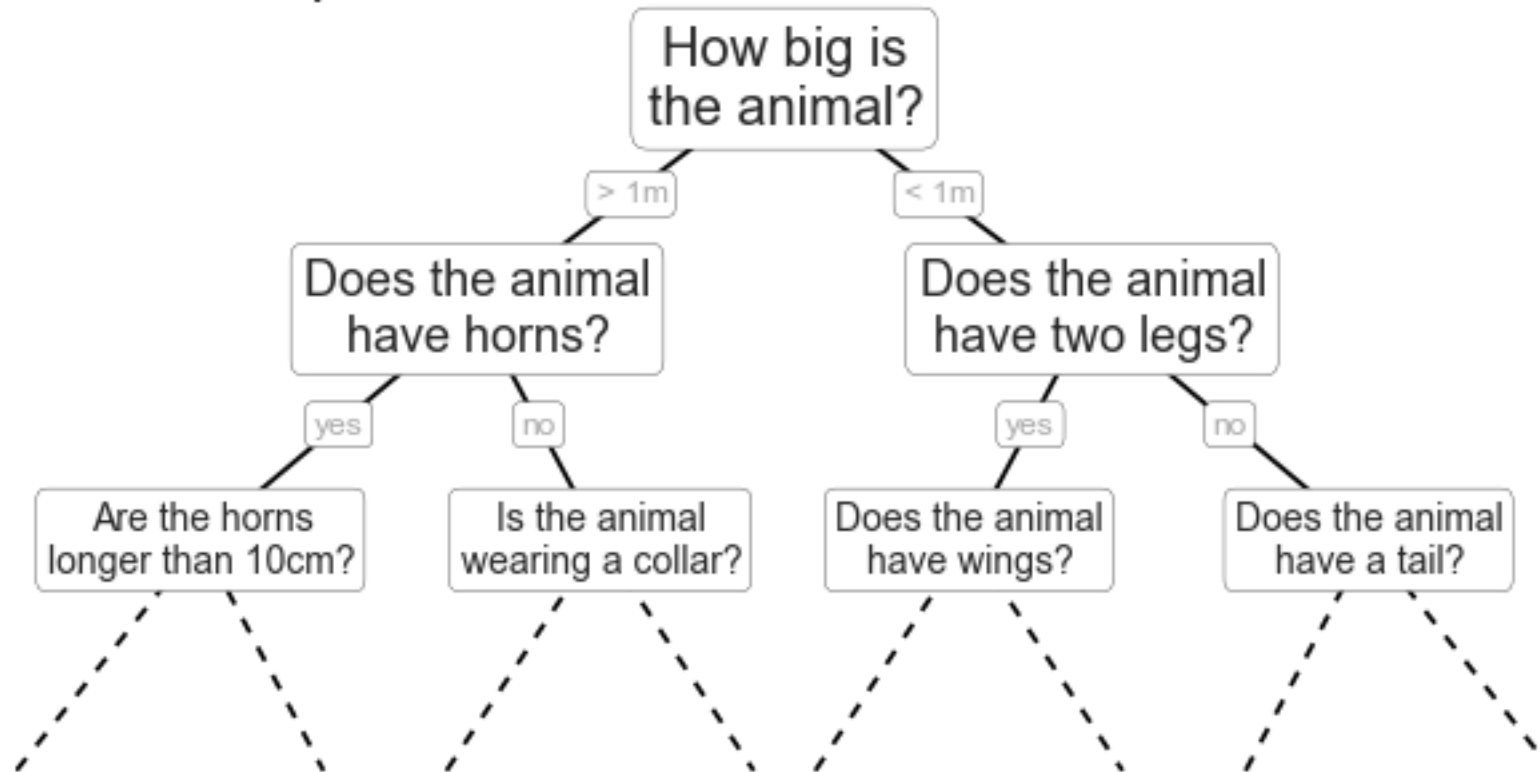 How big is
the animal?
> 1m
< 1m
Does the animal
have horns?
Does the animal
have two legs?
yes
no
yes
no
Are the horns
longer than 10cm?
Is the animal
wearing a collar?
Does the animal
have wings?
Does the animal
have a tail?